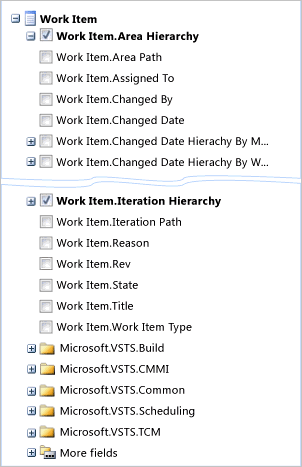 Work Item
Work Item.Area Hierarchy
Work Item.Area Path
Work Item.Assigned To
Work Item.Changed By
Work Item.Changed Date
Work Item.Changed Date Hierachy By M...
Work Item.Changed Date Hierachy By W...
Work Item.Iteration Hierarchy
Work Item.Iteration Path
Work Item.Reason
Work Item.Rev
Work Item.State
Work Item.Title
Work Item.Work Item Type
Microsoft.VSTS.Build
Microsoft.VSTS.CMMI
Microsoft.VSTS.Common
Microsoft.VSTS.Scheduling
Microsoft.VSTS.TCM
More fields